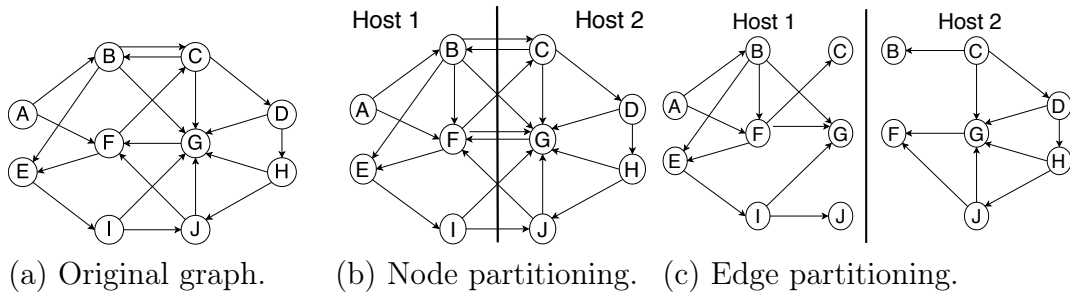 Host 1 Host 2 Host 1 Host 2
B C B C B C B C
A D A D A D
F G F G F G F G
E H E H E H
I J I J I J J
(a) Original graph. (b) Node partitioning. (c) Edge partitioning.